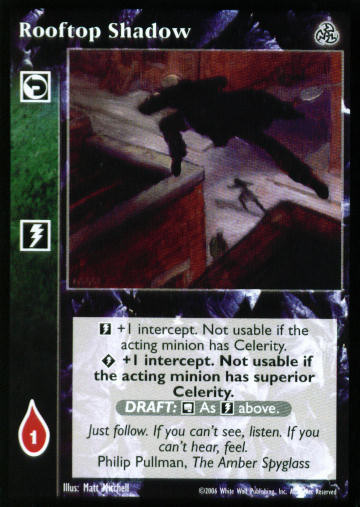 Rooftop Shadow
+1 intercept. Not usable if the
acting minion has Celerity.
+1 intercept. Not usable if
the acting minion has superior
Celerity.
DRAFT: As above.
Just follow. If you can't see, listen. If you
can't hear, feel.
Philip Pullman, The Amber Spyglass
1
Illus: Matt Mitchell
©2006 White Wolf Publishing, Inc. All Rights Reserved